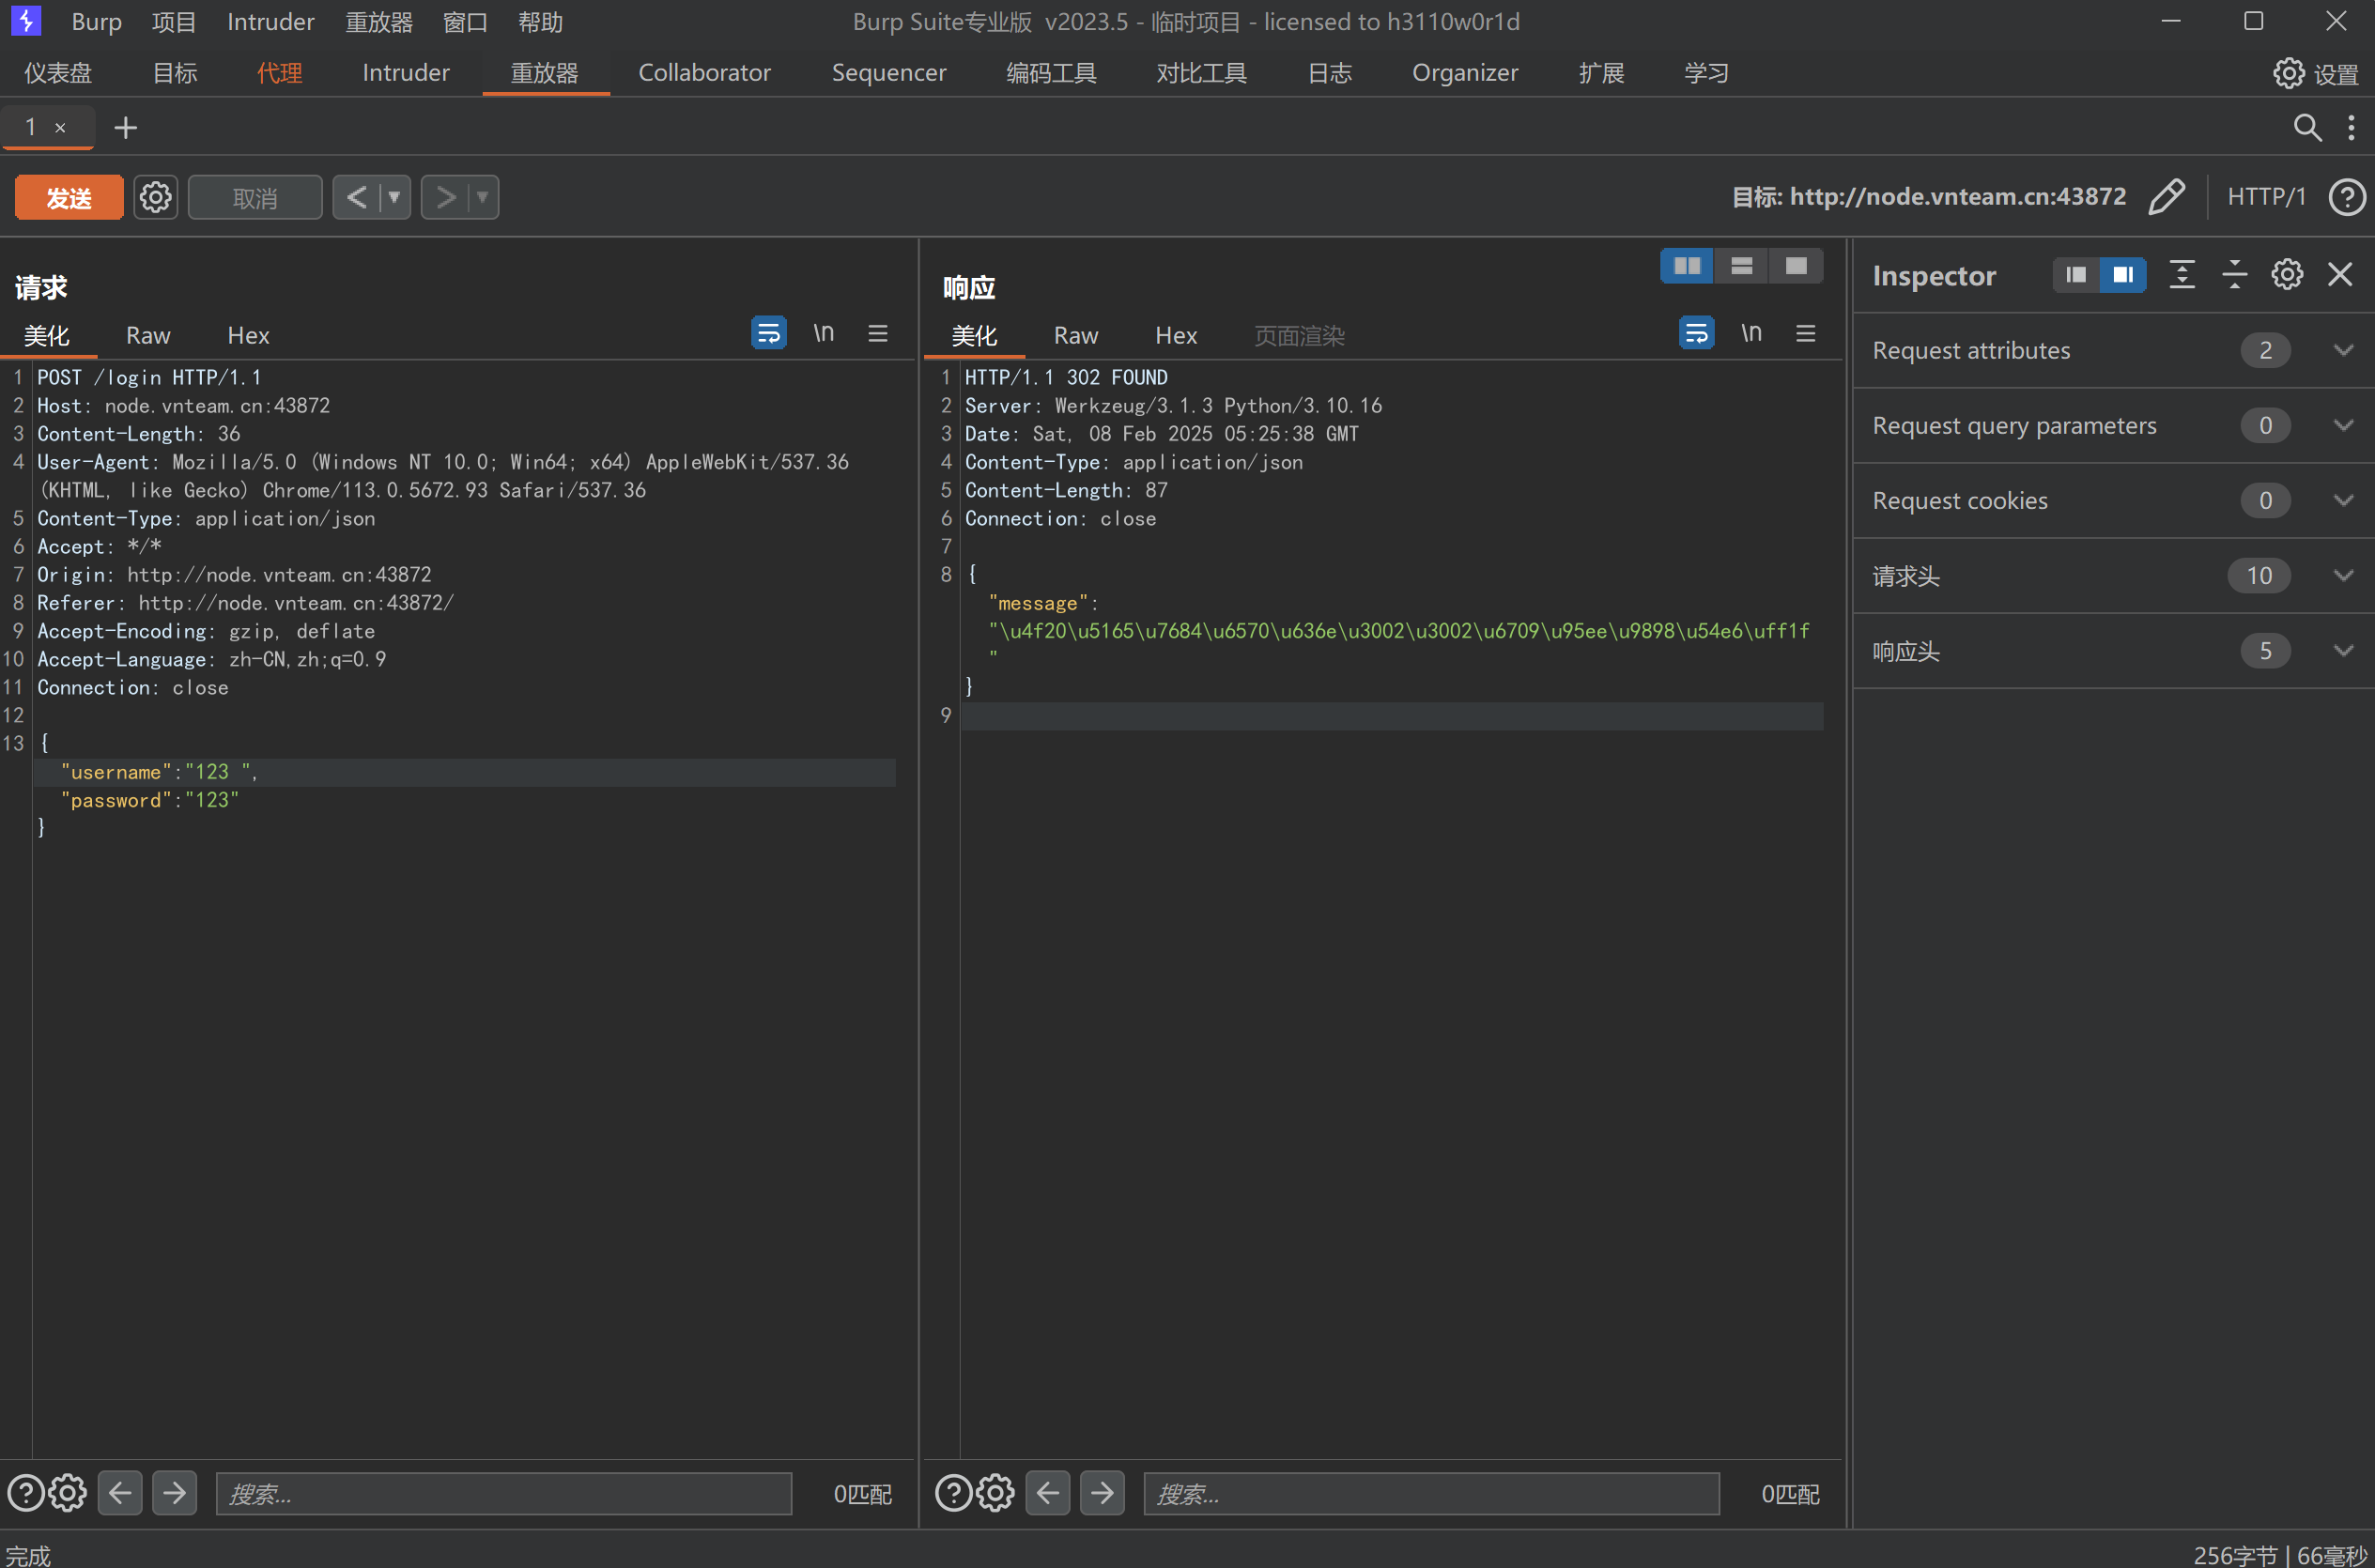 Burp 项目 Intruder 重放器 窗口 帮助 Burp Suite专业版 v2023.5 - 临时项目 - licensed to h3110w0r1d
仪表盘 目标 代理 Intruder 重放器 Collaborator Sequencer 编码工具 对比工具 日志 Organizer 扩展 学习 设置
1 × +
发送 取消 < > 目标: http://node.vnteam.cn:43872 HTTP/1
请求
美化 Raw Hex \n
1 POST /login HTTP/1.1
2 Host: node.vnteam.cn:43872
3 Content-Length: 36
4 User-Agent: Mozilla/5.0 (Windows NT 10.0; Win64; x64) AppleWebKit/537.36
(KHTML, like Gecko) Chrome/113.0.5672.93 Safari/537.36
5 Content-Type: application/json
6 Accept: */*
7 Origin: http://node.vnteam.cn:43872
8 Referer: http://node.vnteam.cn:43872/
9 Accept-Encoding: gzip, deflate
10 Accept-Language: zh-CN,zh;q=0.9
11 Connection: close
12
13 {
"username":"123 ",
"password":"123"
}
搜索... 0匹配
响应
美化 Raw Hex 页面渲染 \n
1 HTTP/1.1 302 FOUND
2 Server: Werkzeug/3.1.3 Python/3.10.16
3 Date: Sat, 08 Feb 2025 05:25:38 GMT
4 Content-Type: application/json
5 Content-Length: 87
6 Connection: close
7
8 {
"message":
"\u4f20\u5165\u7684\u6570\u636e\u3002\u3002\u6709\u95ee\u9898\u54e6\uff1f
"
}
9
搜索... 0匹配
Inspector
Request attributes 2
Request query parameters 0
Request cookies 0
请求头 10
响应头 5
完成 256字节 | 66毫秒